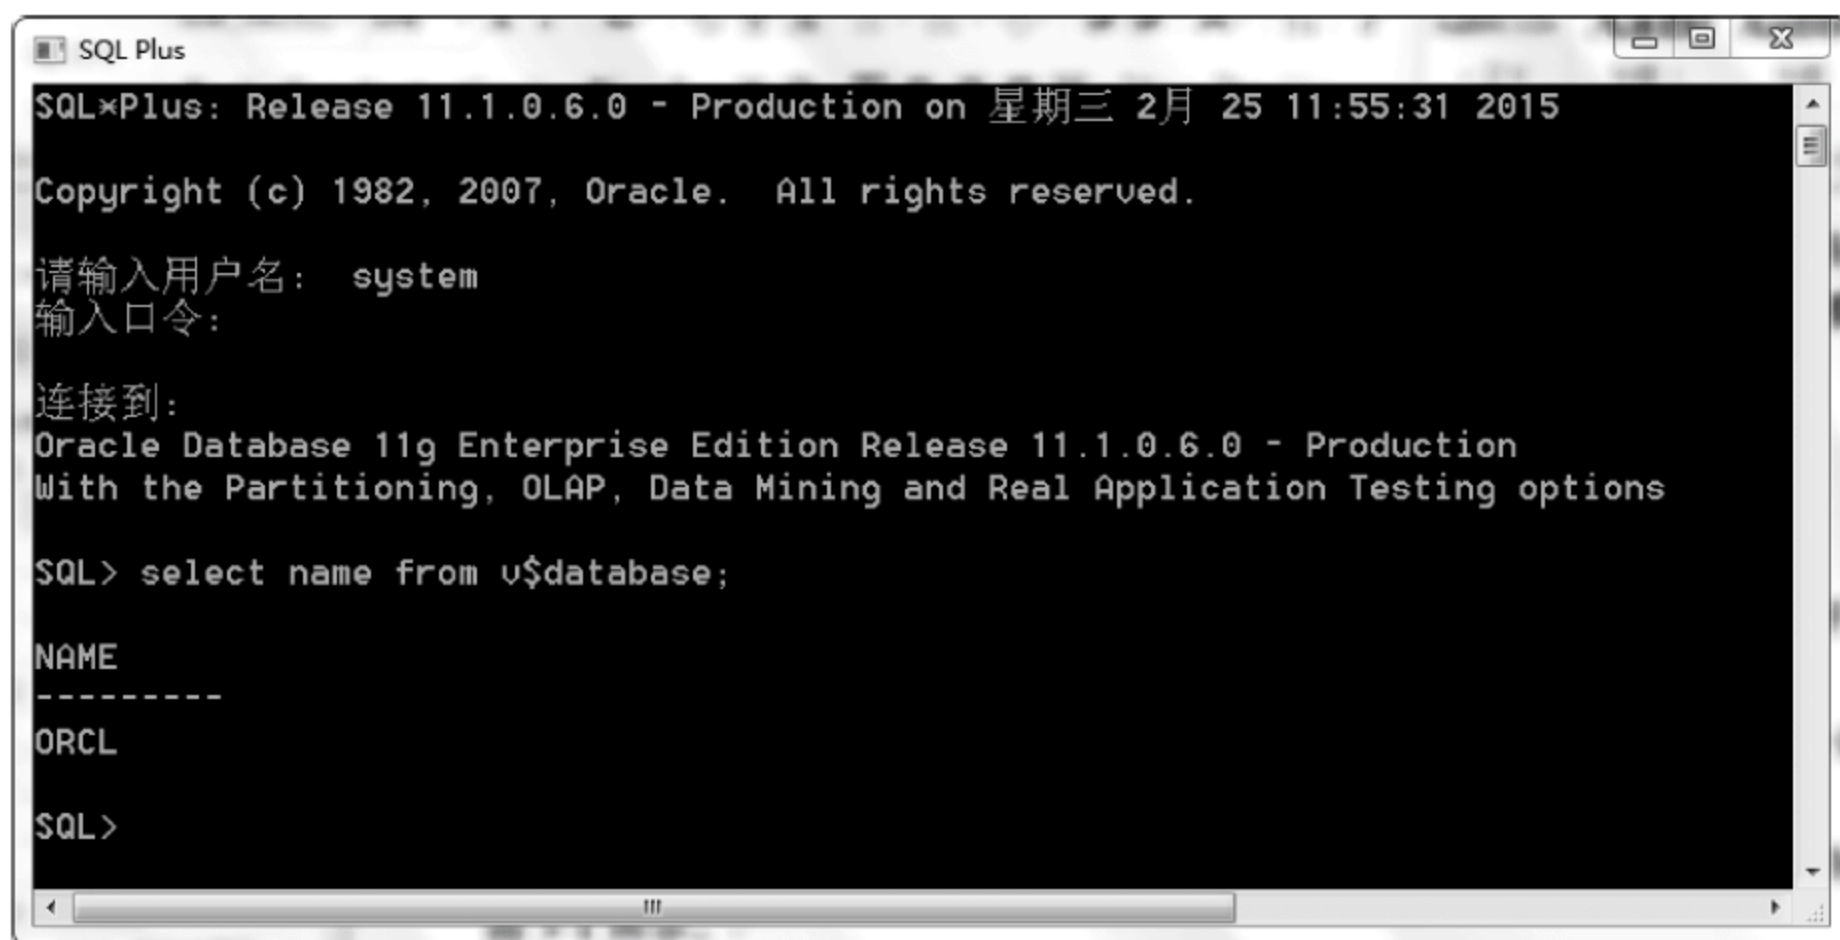 SQL Plus
SQL*Plus: Release 11.1.0.6.0 - Production on 星期三 2月 25 11:55:31 2015
Copyright (c) 1982, 2007, Oracle.  All rights reserved.
请输入用户名:  system
输入口令:
连接到:
Oracle Database 11g Enterprise Edition Release 11.1.0.6.0 - Production
With the Partitioning, OLAP, Data Mining and Real Application Testing options
SQL> select name from v$database;
NAME
---------
ORCL
SQL>